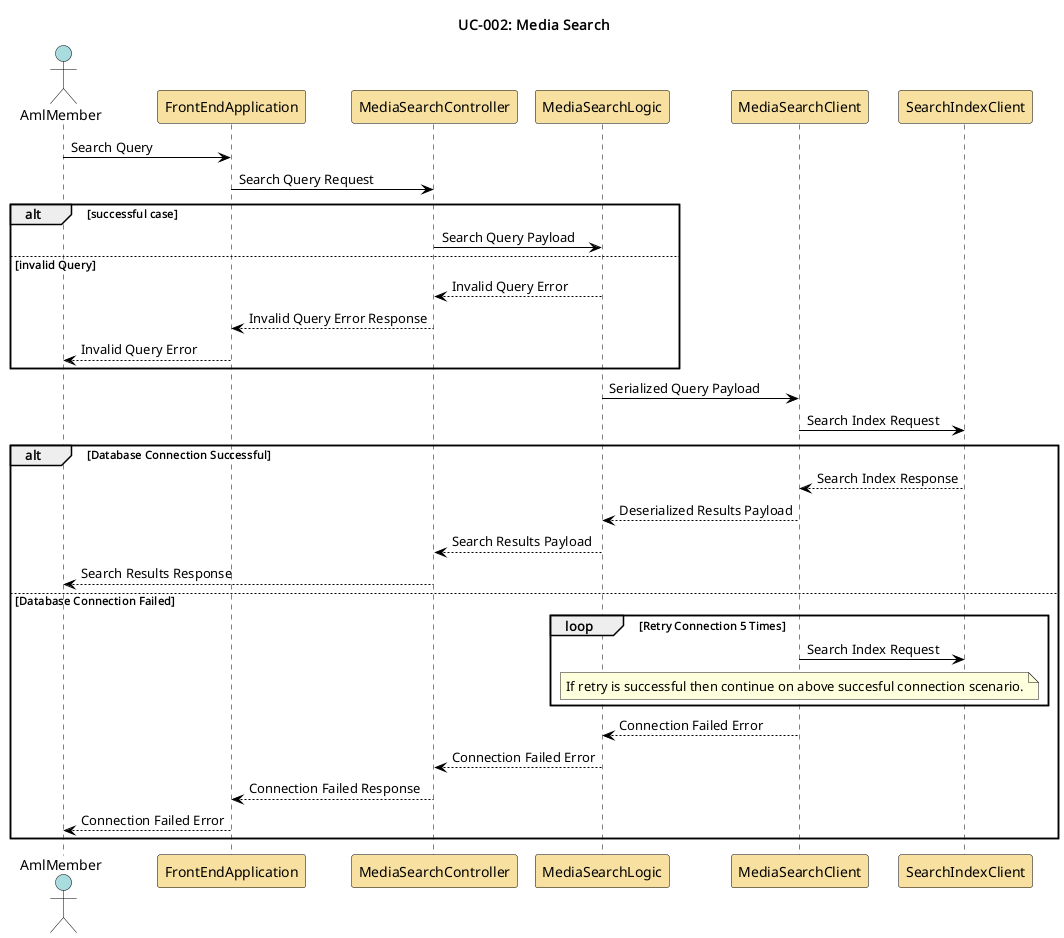 UC-002: Media Search
AmlMember
FrontEndApplication
MediaSearchController
MediaSearchLogic
MediaSearchClient
SearchIndexClient
Search Query
Search Query Request
alt
[successful case]
Search Query Payload
[invalid Query]
Invalid Query Error
Invalid Query Error Response
Invalid Query Error
Serialized Query Payload
Search Index Request
alt
[Database Connection Successful]
Search Index Response
Deserialized Results Payload
Search Results Payload
Search Results Response
[Database Connection Failed]
loop
[Retry Connection 5 Times]
Search Index Request
If retry is successful then continue on above succesful connection scenario.
Connection Failed Error
Connection Failed Error
Connection Failed Response
Connection Failed Error
AmlMember
FrontEndApplication
MediaSearchController
MediaSearchLogic
MediaSearchClient
SearchIndexClient